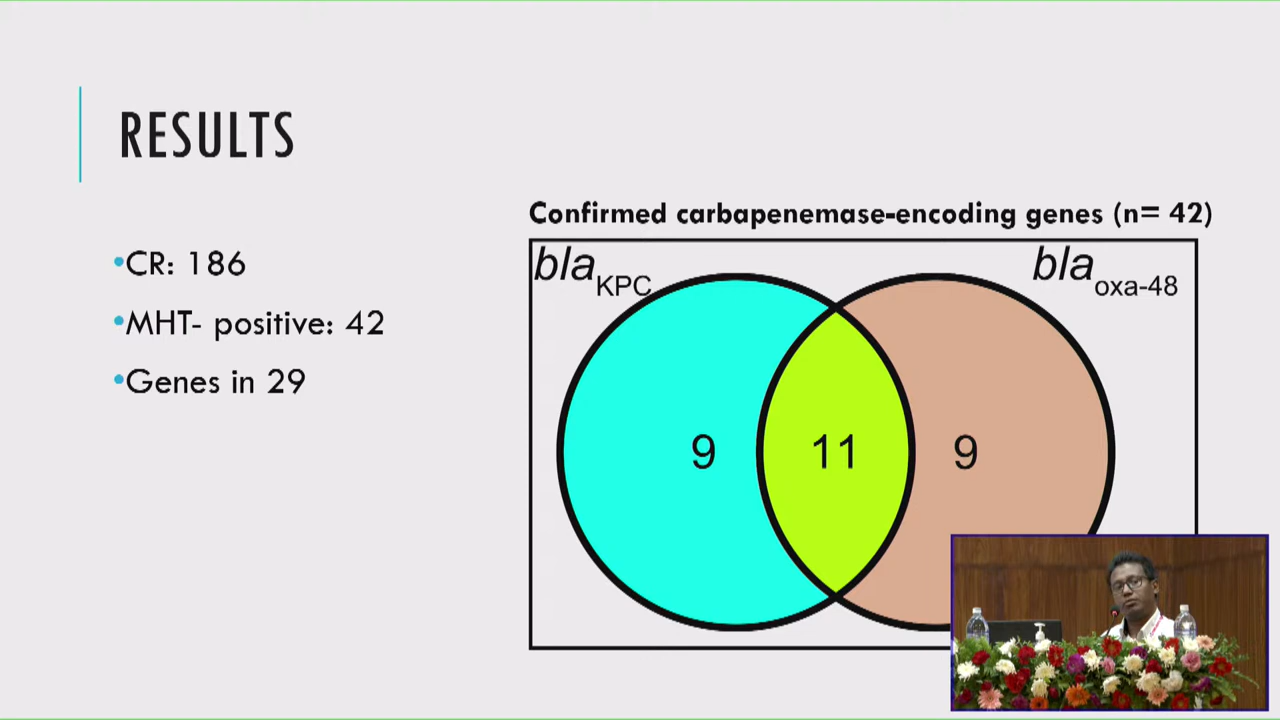 RESULTS
•CR: 186
•MHT- positive: 42
•Genes in 29
Confirmed carbapenemase-encoding genes (n= 42)
blaKPC
blaoxa-48
9
11
9